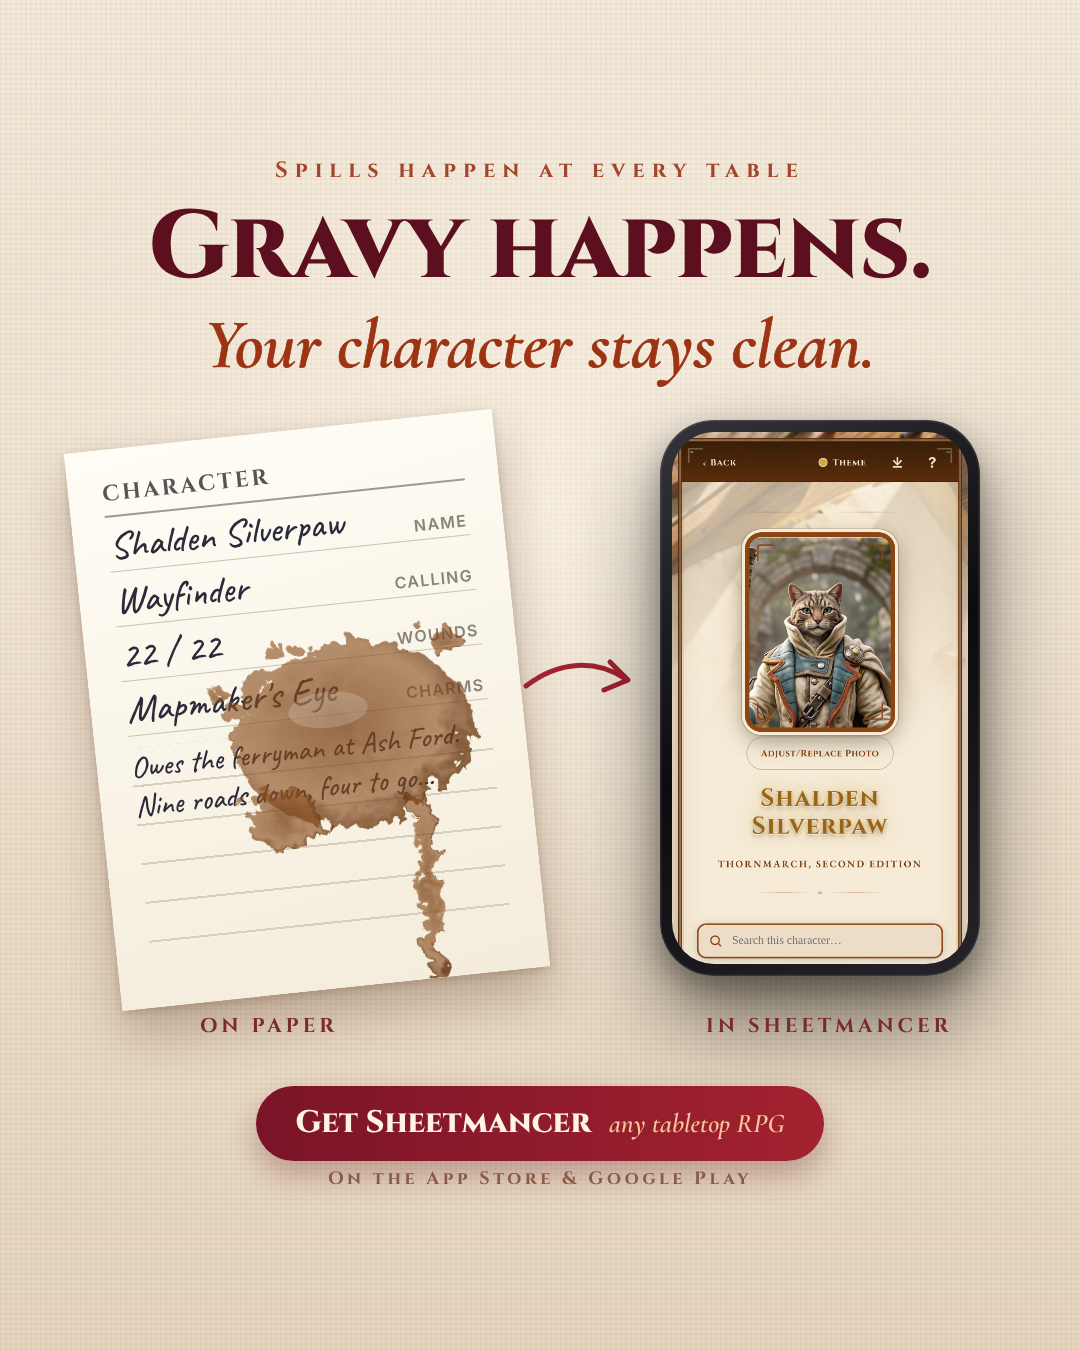 Spills happen at every table
Gravy happens.
Your character stays clean.
CHARACTER
Shalden Silverpaw NAME
Wayfinder CALLING
22 / 22 WOUNDS
Mapmaker's Eye CHARMS
Owes the ferryman at Ash Ford.
Nine roads down, four to go...
‹ Back Theme ?
Adjust/Replace Photo
Shalden
Silverpaw
Thornmarch, Second Edition
Search this character...
On paper
In Sheetmancer
Get Sheetmancer any tabletop RPG
On the App Store & Google Play